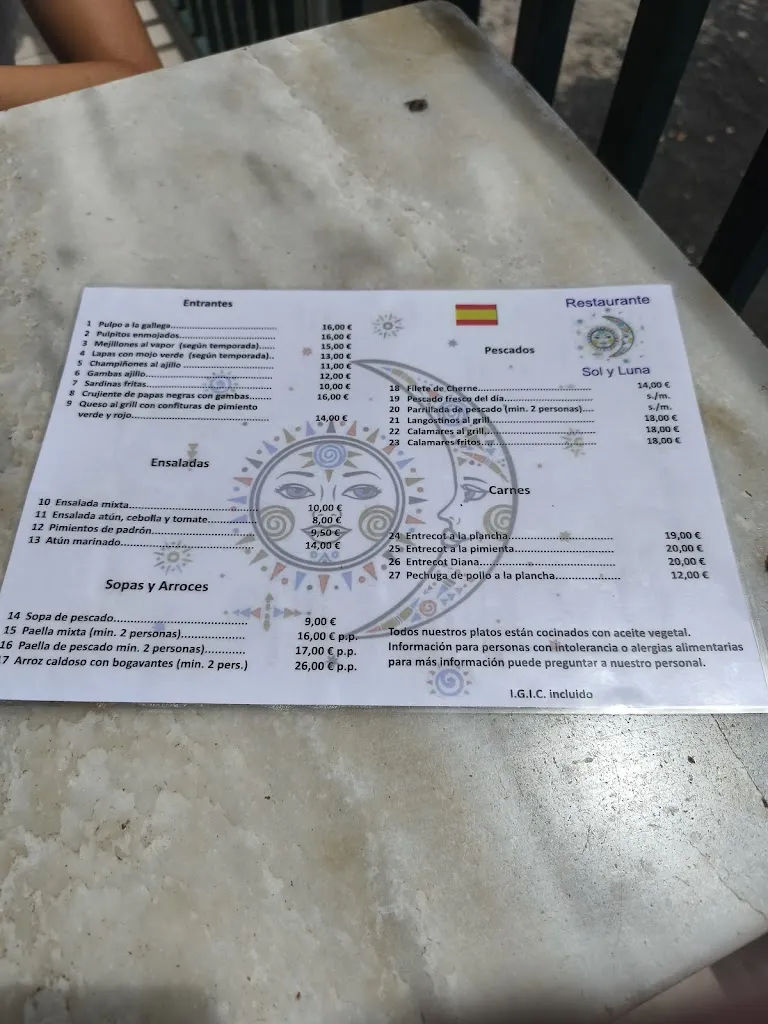 Entrantes
1 Pulpo a la gallega........ 16,00 €
2 Pulpitos enmojados........ 16,00 €
3 Mejillones al vapor (según temporada)..... 15,00 €
4 Lapas con mojo verde (según temporada).. 13,00 €
5 Champiñones al ajillo ........ 11,00 €
6 Gambas ajillo........ 12,00 €
7 Sardinas fritas........ 10,00 €
8 Crujiente de papas negras con gambas....... 16,00 €
9 Queso al grill con confituras de pimiento
verde y rojo........ 14,00 €
Ensaladas
10 Ensalada mixta........ 10,00 €
11 Ensalada atún, cebolla y tomate........ 8,00 €
12 Pimientos de padrón........ 9,50 €
13 Atún marinado........ 14,00 €
Sopas y Arroces
14 Sopa de pescado........ 9,00 €
15 Paella mixta (min. 2 personas)........ 16,00 € p.p.
16 Paella de pescado min. 2 personas)........ 17,00 € p.p.
17 Arroz caldoso con bogavantes (min. 2 pers.) 26,00 € p.p.
Restaurante
Sol y Luna
Pescados
18 Filete de Cherne........ 14,00 €
19 Pescado fresco del día........ s./m.
20 Parrillada de pescado (min. 2 personas).... s./m.
21 Langostinos al grill........ 18,00 €
22 Calamares al grill........ 18,00 €
23 Calamares fritos........ 18,00 €
Carnes
24 Entrecot a la plancha........ 19,00 €
25 Entrecot a la pimienta........ 20,00 €
26 Entrecot Diana........ 20,00 €
27 Pechuga de pollo a la plancha........ 12,00 €
Todos nuestros platos están cocinados con aceite vegetal.
Información para personas con intolerancia o alergias alimentarias
para más información puede preguntar a nuestro personal.
I.G.I.C. incluido